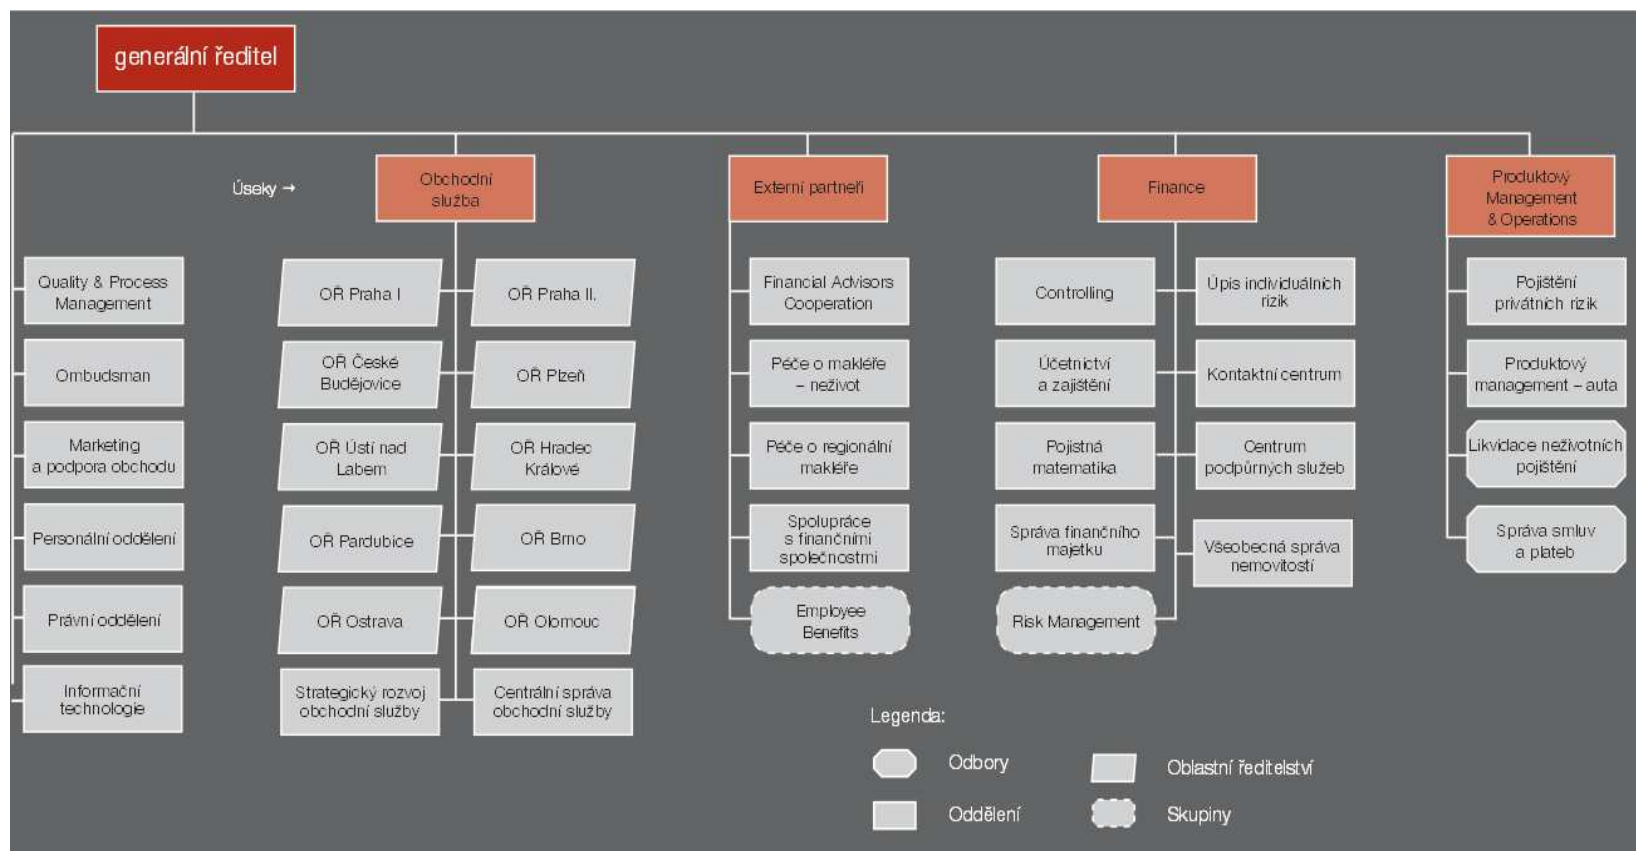 generální ředitel
Úseky →
Obchodní
služba
Externí partneři
Finance
Produktový
Management
& Operations
Quality & Process
Management
Ombudsman
Marketing
a podpora obchodu
Personální oddělení
Právní oddělení
Informační
technologie
OŘ Praha I
OŘ Praha II.
OŘ České
Budějovice
OŘ Plzeň
OŘ Ústí nad
Labem
OŘ Hradec
Králové
OŘ Pardubice
OŘ Brno
OŘ Ostrava
OŘ Olomouc
Strategický rozvoj
obchodní služby
Centrální správa
obchodní služby
Financial Advisors
Cooperation
Péče o makléře
– neživot
Péče o regionální
makléře
Spolupráce
s finančními
společnostmi
Employee
Benefits
Controlling
Úpis individuálních
rizik
Účetnictví
a zajištění
Kontaktní centrum
Pojistná
matematika
Centrum
podpůrných služeb
Správa finančního
majetku
Všeobecná správa
nemovitostí
Risk Management
Pojištění
privátních rizik
Produktový
management – auta
Likvidace neživotních
pojištění
Správa smluv
a plateb
Legenda:
Odbory
Oblastní ředitelství
Oddělení
Skupiny